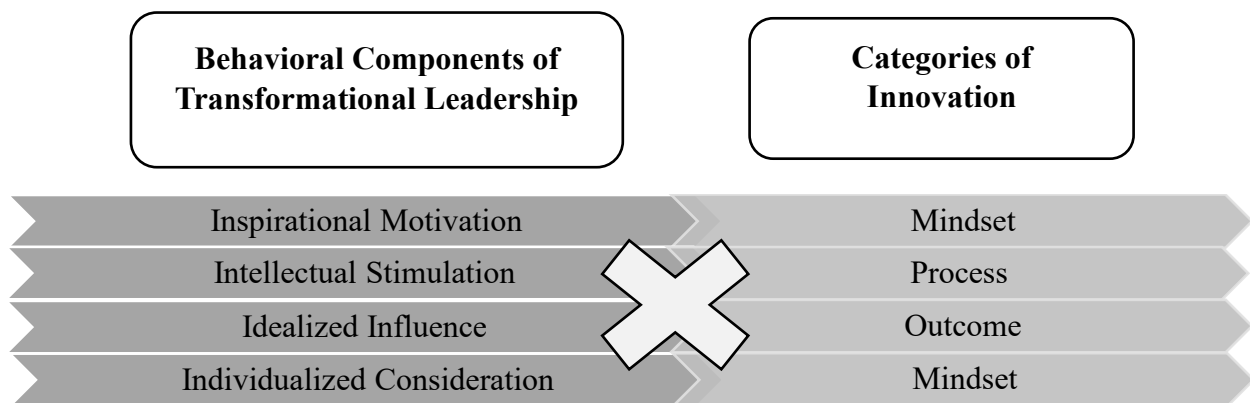 Behavioral Components of
Transformational Leadership
Categories of
Innovation
Inspirational Motivation
Mindset
Intellectual Stimulation
Process
Idealized Influence
Outcome
Individualized Consideration
Mindset